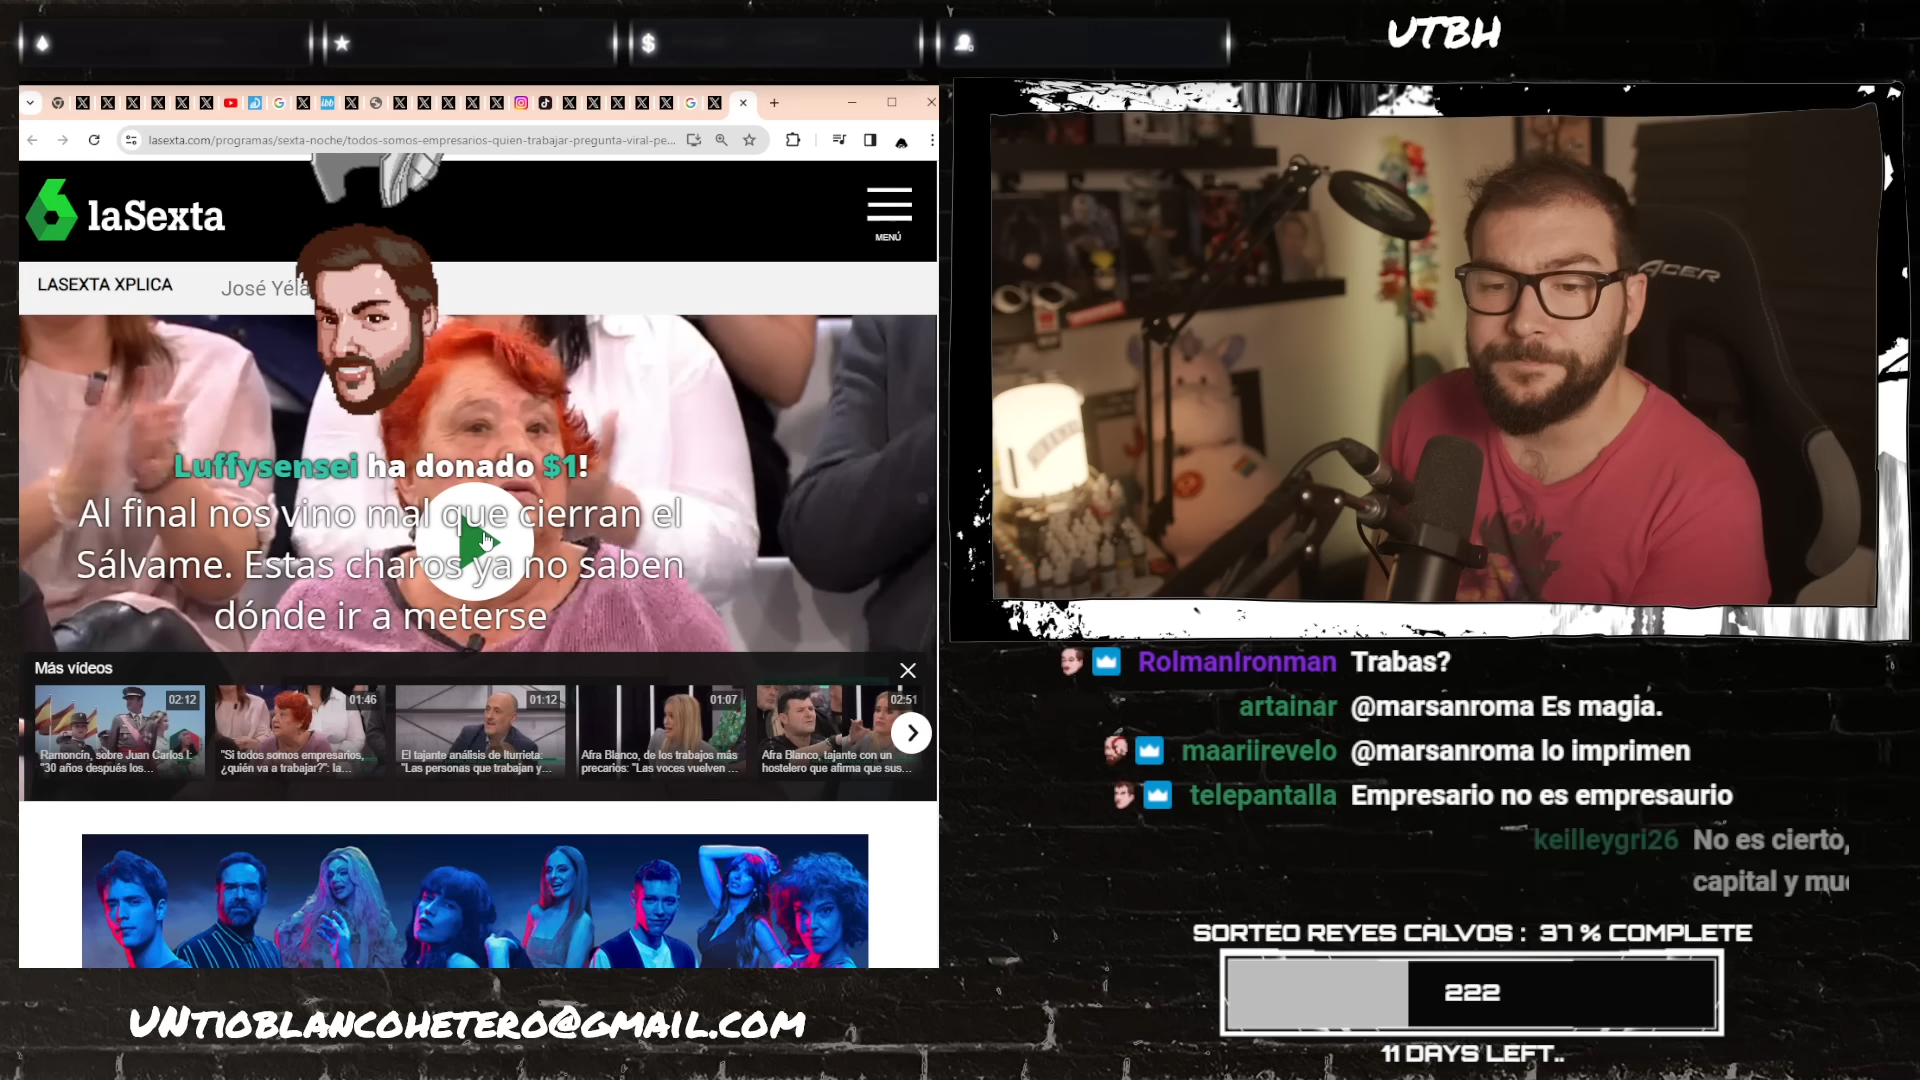 UTBH
lasexta.com/programas/sexta-noche/todos-somos-empresarios-quien-trabajar-pregunta-viral-pe...
laSexta
MENÚ
LASEXTA XPLICA
José Yéla
Luffysensei ha donado $1!
Al final nos vino mal que cierran el
Sálvame. Estas charos ya no saben
dónde ir a meterse
Más vídeos
02:12
Ramoncín, sobre Juan Carlos I:
"30 años después los...
01:46
"Si todos somos empresarios,
¿quién va a trabajar?": la...
01:12
El tajante análisis de Iturrieta:
"Las personas que trabajan y...
01:07
Afra Blanco, de los trabajos más
precarios: "Las voces vuelven ...
02:51
Afra Blanco, tajante con un
hostelero que afirma que sus...
UNtioblancohetero@gmail.com
ACER
RolmanIronman Trabas?
artainar @marsanroma Es magia.
maariirevelo @marsanroma lo imprimen
telepantalla Empresario no es empresaurio
keilleygri26 No es cierto,
capital y mu
SORTEO REYES CALVOS : 37 % COMPLETE
222
11 DAYS LEFT..